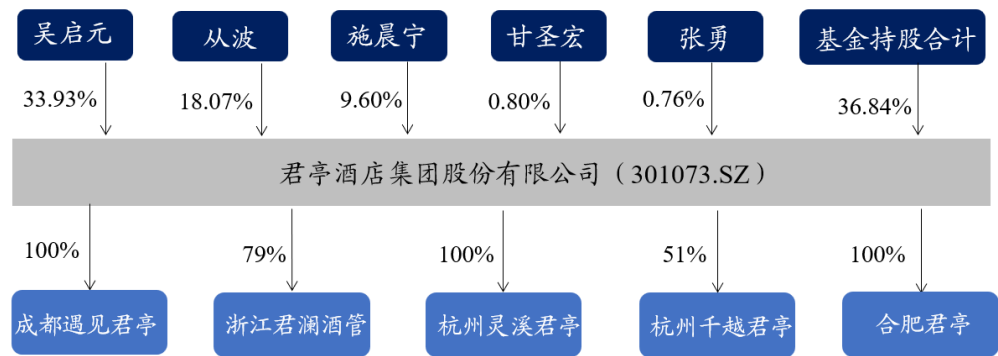 吴启元
从波
施晨宁
甘圣宏
张勇
基金持股合计
33.93%
18.07%
9.60%
0.80%
0.76%
36.84%
君亭酒店集团股份有限公司（301073.SZ）
100%
79%
100%
51%
100%
成都遇见君亭
浙江君澜酒管
杭州灵溪君亭
杭州千越君亭
合肥君亭